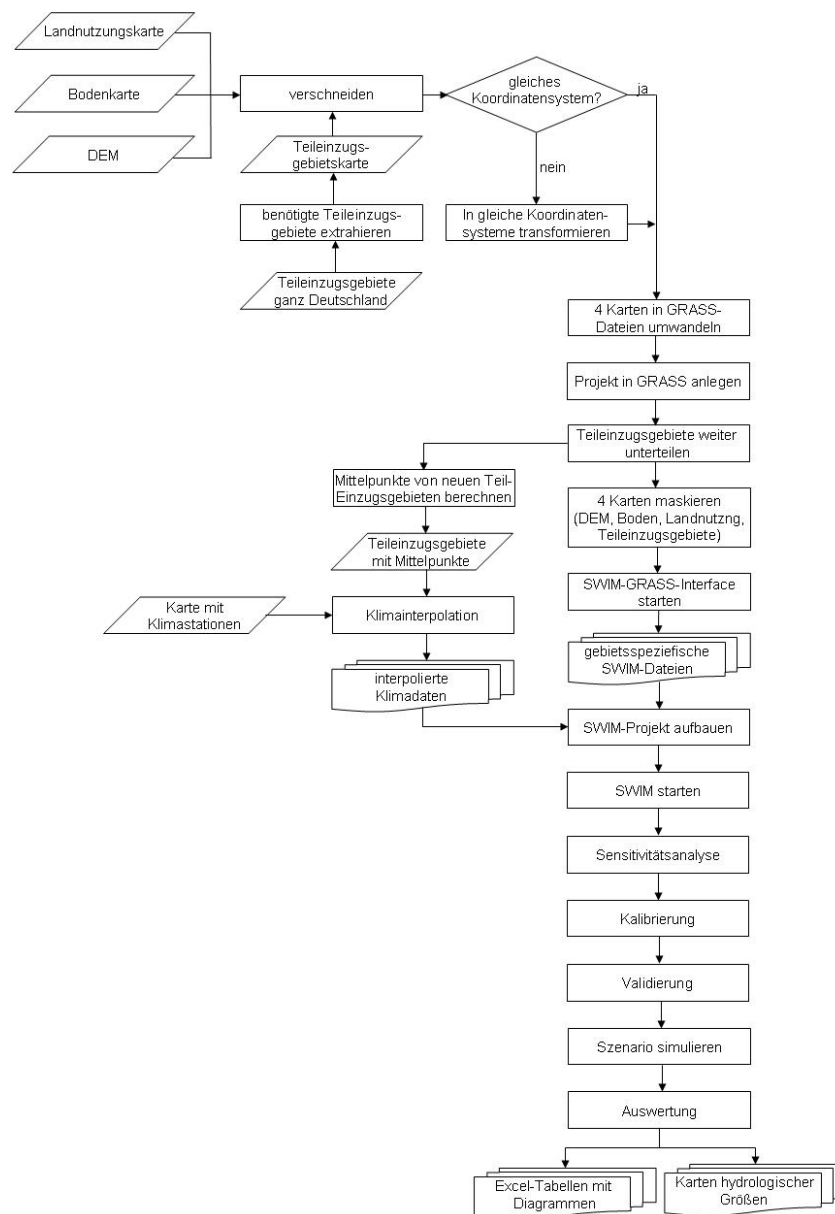 Landnutzungskarte
Bodenkarte
DEM
verschneiden
gleiches
Koordinatensystem?
ja
nein
Teileinzugs-
gebietskarte
benötigte Teileinzugs-
gebiete extrahieren
Teileinzugsgebiete
ganz Deutschland
In gleiche Koordinaten-
systeme transformieren
4 Karten in GRASS-
Dateien umwandeln
Projekt in GRASS anlegen
Teileinzugsgebiete weiter
unterteilen
Mittelpunkte von neuen Teil-
Einzugsgebieten berechnen
Teileinzugsgebiete
mit Mittelpunkte
4 Karten maskieren
(DEM, Boden, Landnutzng,
Teileinzugsgebiete)
SWIM-GRASS-Interface
starten
Karte mit
Klimastationen
Klimainterpolation
interpolierte
Klimadaten
gebietsspeziefische
SWIM-Dateien
SWIM-Projekt aufbauen
SWIM starten
Sensitivitätsanalyse
Kalibrierung
Validierung
Szenario simulieren
Auswertung
Excel-Tabellen mit
Diagrammen
Karten hydrologischer
Größen